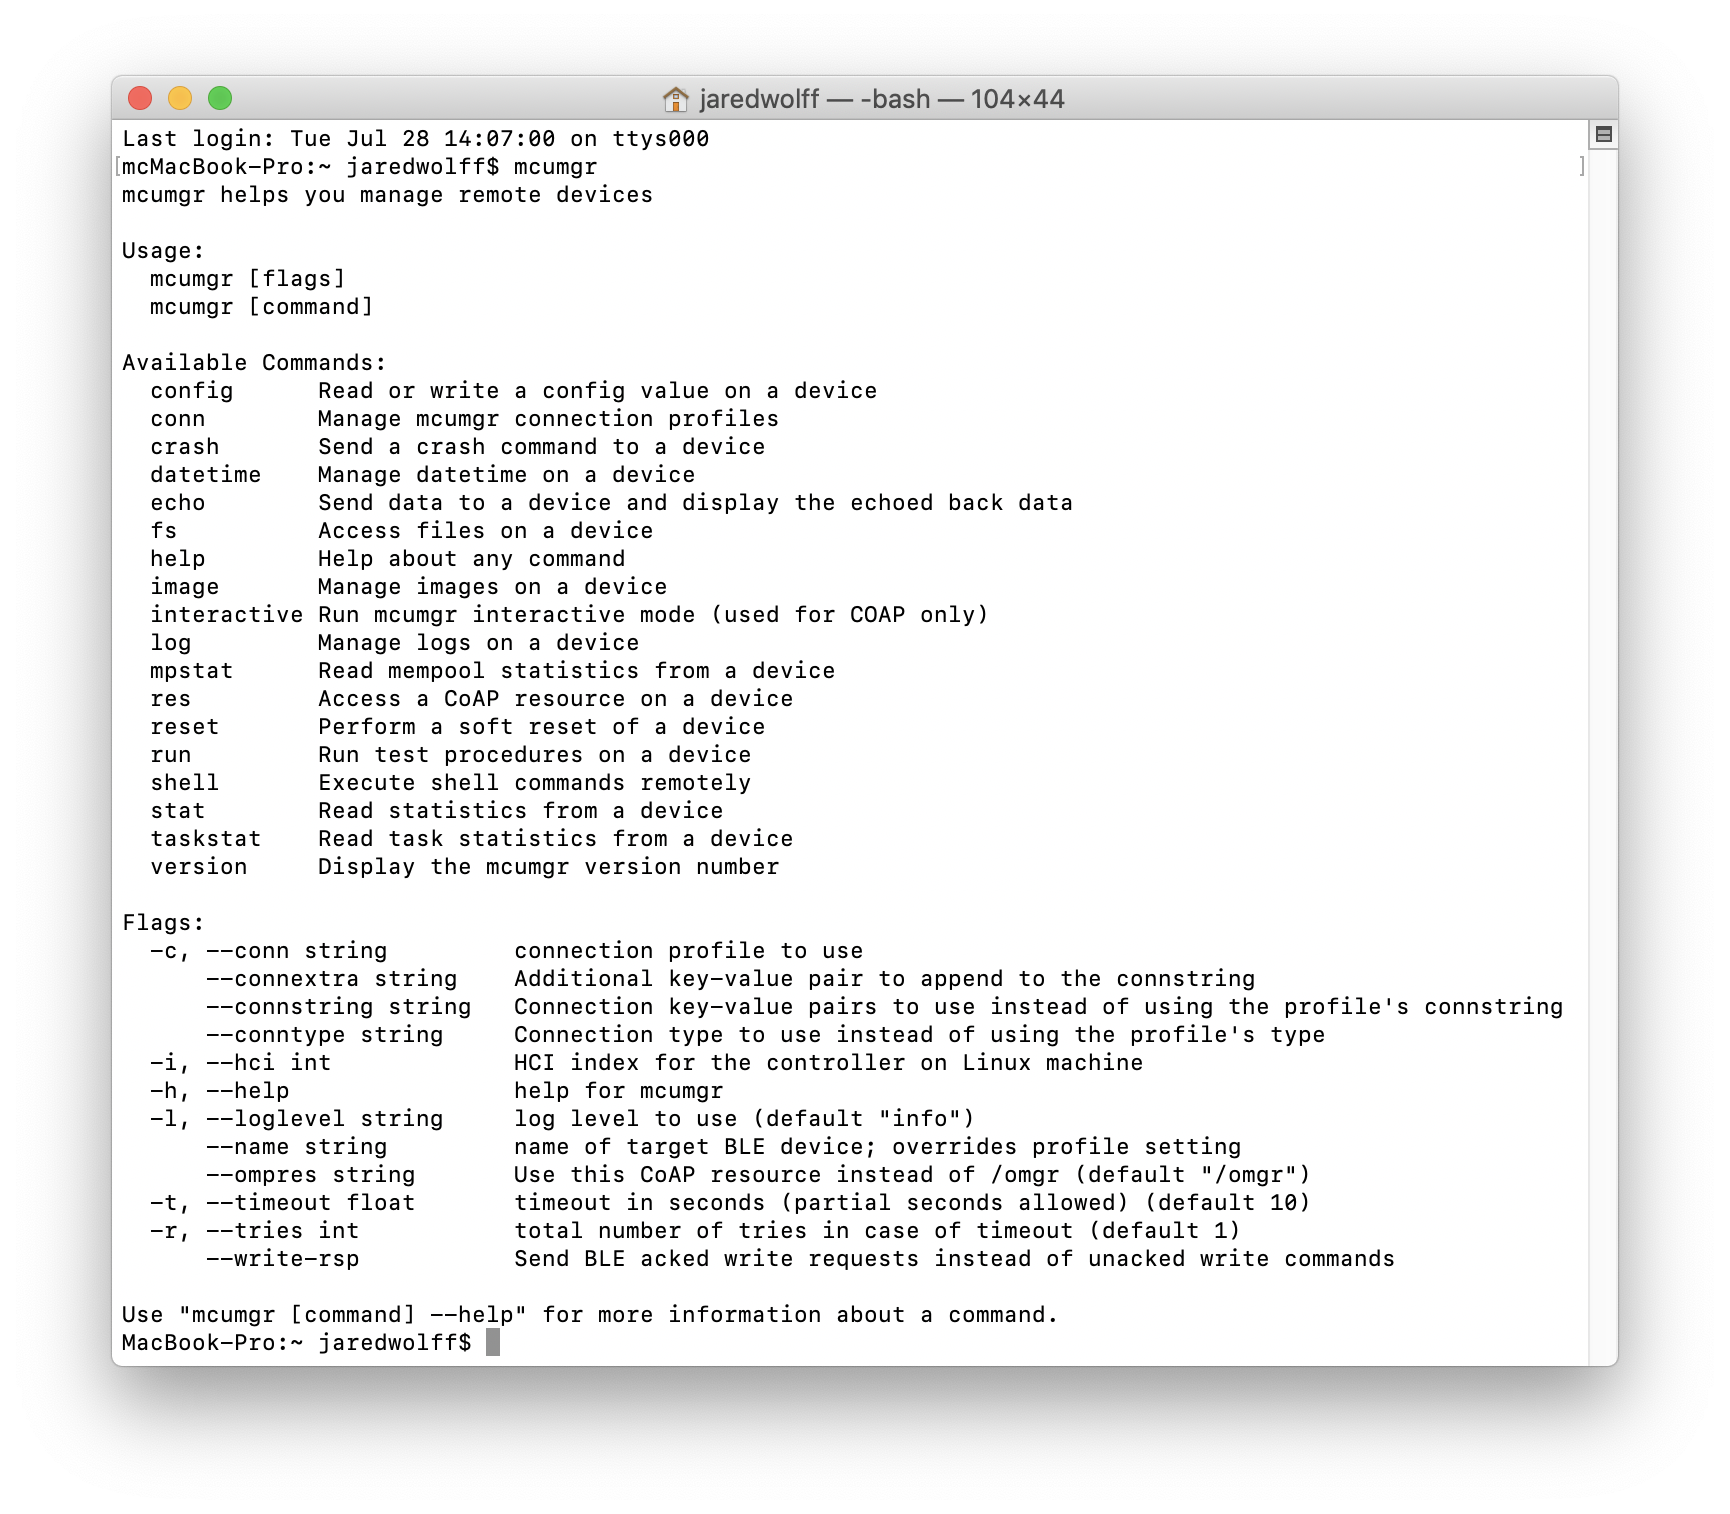 jaredwolff — -bash — 104×44
Last login: Tue Jul 28 14:07:00 on ttys000
[mcMacBook-Pro:~ jaredwolff$ mcumgr ]
mcumgr helps you manage remote devices

Usage:
  mcumgr [flags]
  mcumgr [command]

Available Commands:
  config      Read or write a config value on a device
  conn        Manage mcumgr connection profiles
  crash       Send a crash command to a device
  datetime    Manage datetime on a device
  echo        Send data to a device and display the echoed back data
  fs          Access files on a device
  help        Help about any command
  image       Manage images on a device
  interactive Run mcumgr interactive mode (used for COAP only)
  log         Manage logs on a device
  mpstat      Read mempool statistics from a device
  res         Access a CoAP resource on a device
  reset       Perform a soft reset of a device
  run         Run test procedures on a device
  shell       Execute shell commands remotely
  stat        Read statistics from a device
  taskstat    Read task statistics from a device
  version     Display the mcumgr version number

Flags:
  -c, --conn string         connection profile to use
      --connextra string    Additional key-value pair to append to the connstring
      --connstring string   Connection key-value pairs to use instead of using the profile's connstring
      --conntype string     Connection type to use instead of using the profile's type
  -i, --hci int             HCI index for the controller on Linux machine
  -h, --help                help for mcumgr
  -l, --loglevel string     log level to use (default "info")
      --name string         name of target BLE device; overrides profile setting
      --ompres string       Use this CoAP resource instead of /omgr (default "/omgr")
  -t, --timeout float       timeout in seconds (partial seconds allowed) (default 10)
  -r, --tries int           total number of tries in case of timeout (default 1)
      --write-rsp           Send BLE acked write requests instead of unacked write commands

Use "mcumgr [command] --help" for more information about a command.
MacBook-Pro:~ jaredwolff$